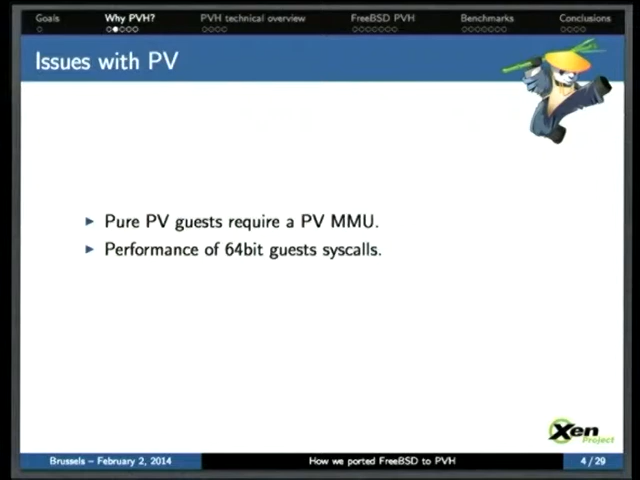 Goals Why PVH? PVH technical overview FreeBSD PVH Benchmarks Conclusions
Issues with PV
Pure PV guests require a PV MMU.
Performance of 64bit guests syscalls.
Xen
Project
Brussels – February 2, 2014 How we ported FreeBSD to PVH 4 / 29